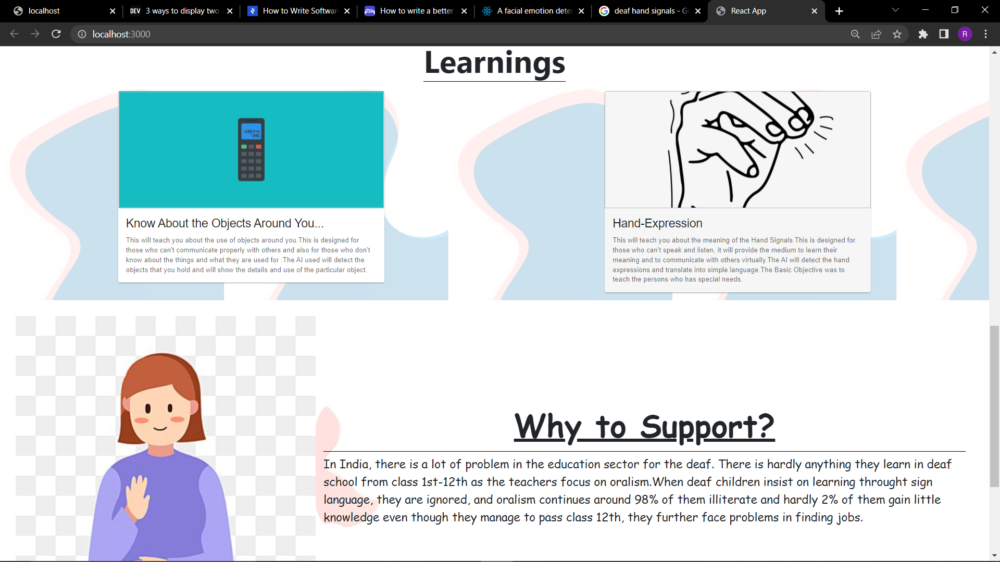 localhost
DEV 3 ways to display two
How to Write Softwar
How to write a better
A facial emotion dete
deaf hand signals - Go
React App
localhost:3000
R
Learnings
1306543
7090
Know About the Objects Around You...
This will teach you about the use of objects around you.This is designed for
those who can't communicate properly with others and also for those who don't
know about the things and what they are used for .The AI used will detect the
objects that you hold and will show the details and use of the particular object.
Hand-Expression
This will teach you about the meaning of the Hand Signals.This is designed for
those who can't speak and listen, it will provide the medium to learn their
meaning and to communicate with others virtually.The AI will detect the hand
expressions and translate into simple language.The Basic Objective was to
teach the persons who has special needs.
Why to Support?
In India, there is a lot of problem in the education sector for the deaf. There is hardly anything they learn in deaf
school from class 1st-12th as the teachers focus on oralism.When deaf children insist on learning throught sign
language, they are ignored, and oralism continues around 98% of them illiterate and hardly 2% of them gain little
knowledge even though they manage to pass class 12th, they further face problems in finding jobs.